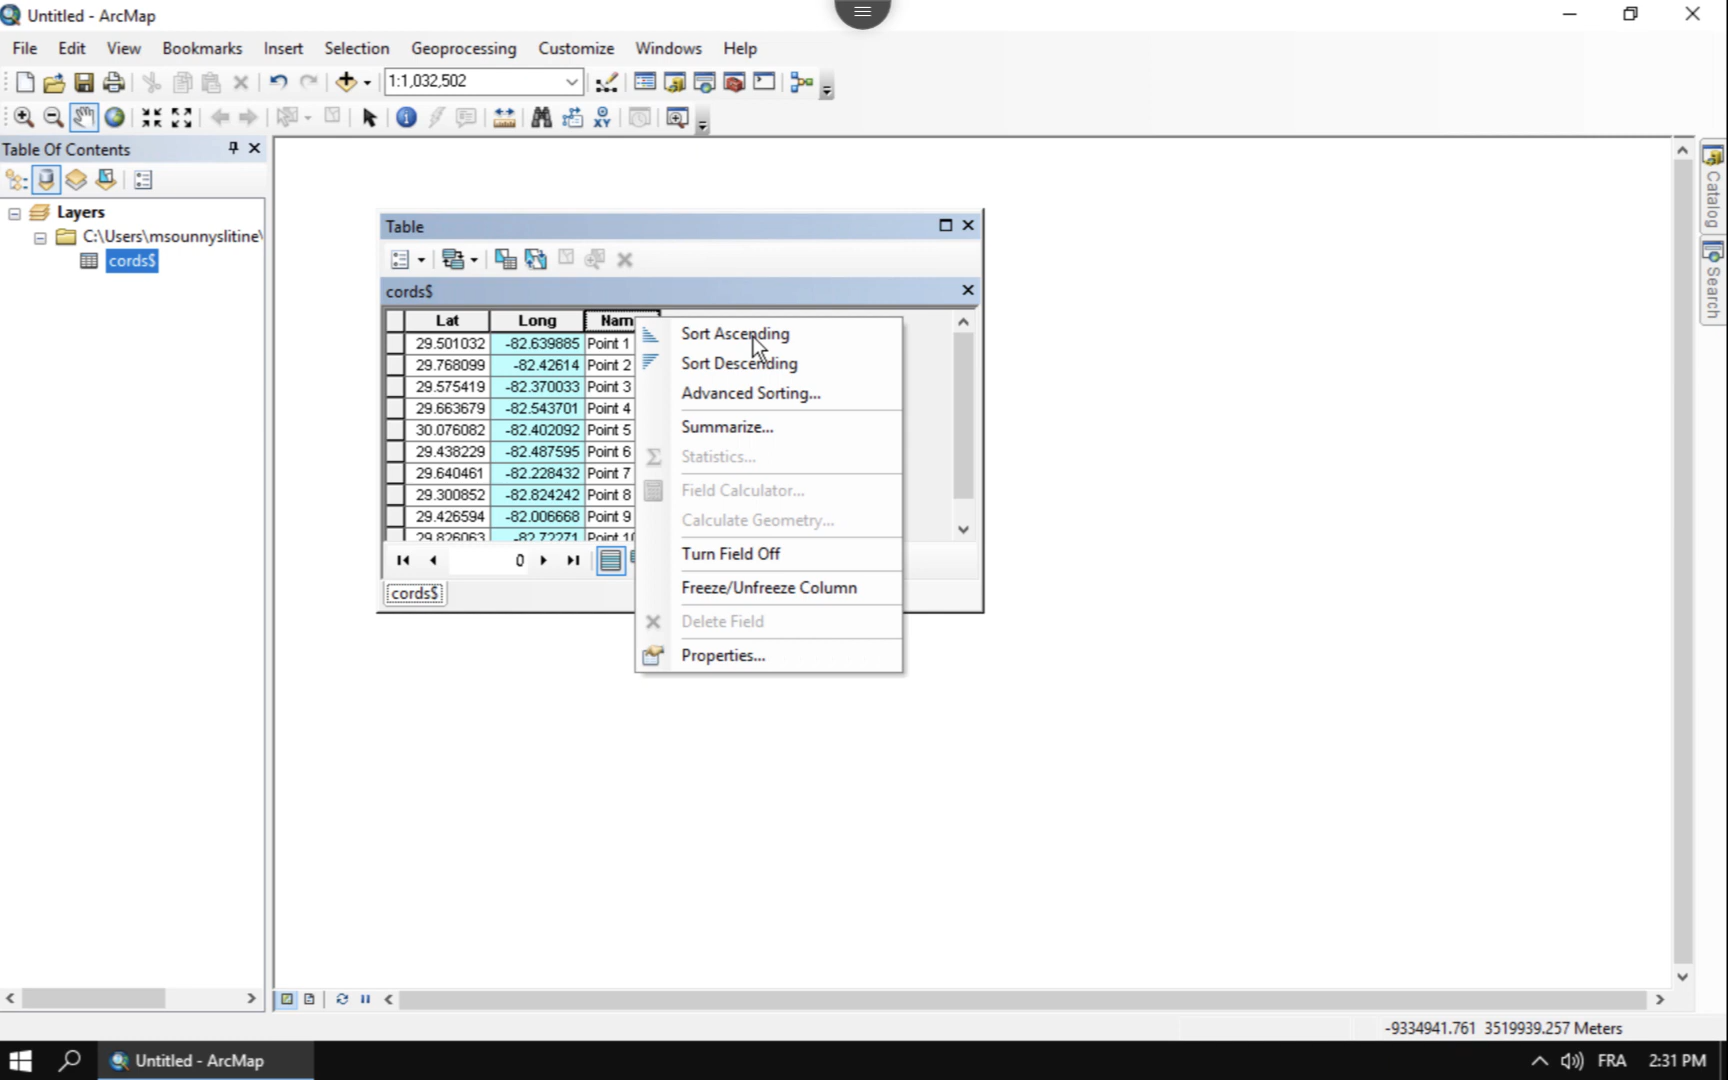 Untitled - ArcMap
File Edit View Bookmarks Insert Selection Geoprocessing Customize Windows Help
1:1,032,502
Table Of Contents
Layers
C:\Users\msounnyslitine\
cords$
Table
cords$
Lat Long Nam
29.501032 -82.639885 Point 1
29.768099 -82.42614 Point 2
29.575419 -82.370033 Point 3
29.663679 -82.543701 Point 4
30.076082 -82.402092 Point 5
29.438229 -82.487595 Point 6
29.640461 -82.228432 Point 7
29.300852 -82.824242 Point 8
29.426594 -82.006668 Point 9
29.826063 -82.72271 Point 10
0
cords$
Sort Ascending
Sort Descending
Advanced Sorting...
Summarize...
Statistics...
Field Calculator...
Calculate Geometry...
Turn Field Off
Freeze/Unfreeze Column
Delete Field
Properties...
Catalog
Search
-9334941.761 3519939.257 Meters
Untitled - ArcMap
FRA 2:31 PM